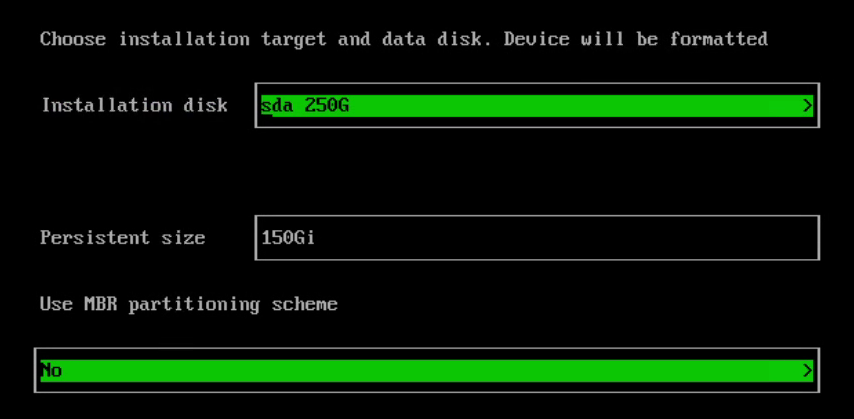 Choose installation target and data disk. Device will be formatted
Installation disk sda 250G >
Persistent size 150Gi
Use MBR partitioning scheme
No >